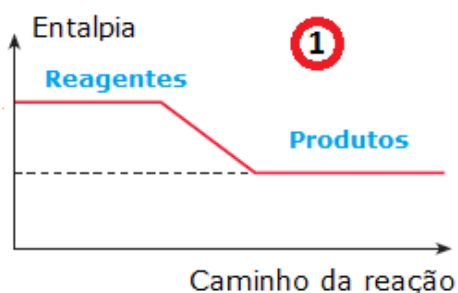 Entalpia
1
Reagentes
Produtos
Caminho da reação